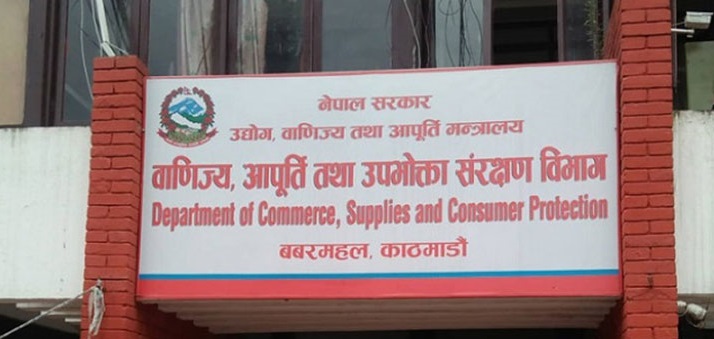 नेपाल सरकार
उद्योग, वाणिज्य तथा आपूर्ति मन्त्रालय
वाणिज्य, आपूर्ति तथा उपभोक्ता संरक्षण विभाग
Department of Commerce, Supplies and Consumer Protection
बबरमहल, काठमाडौं